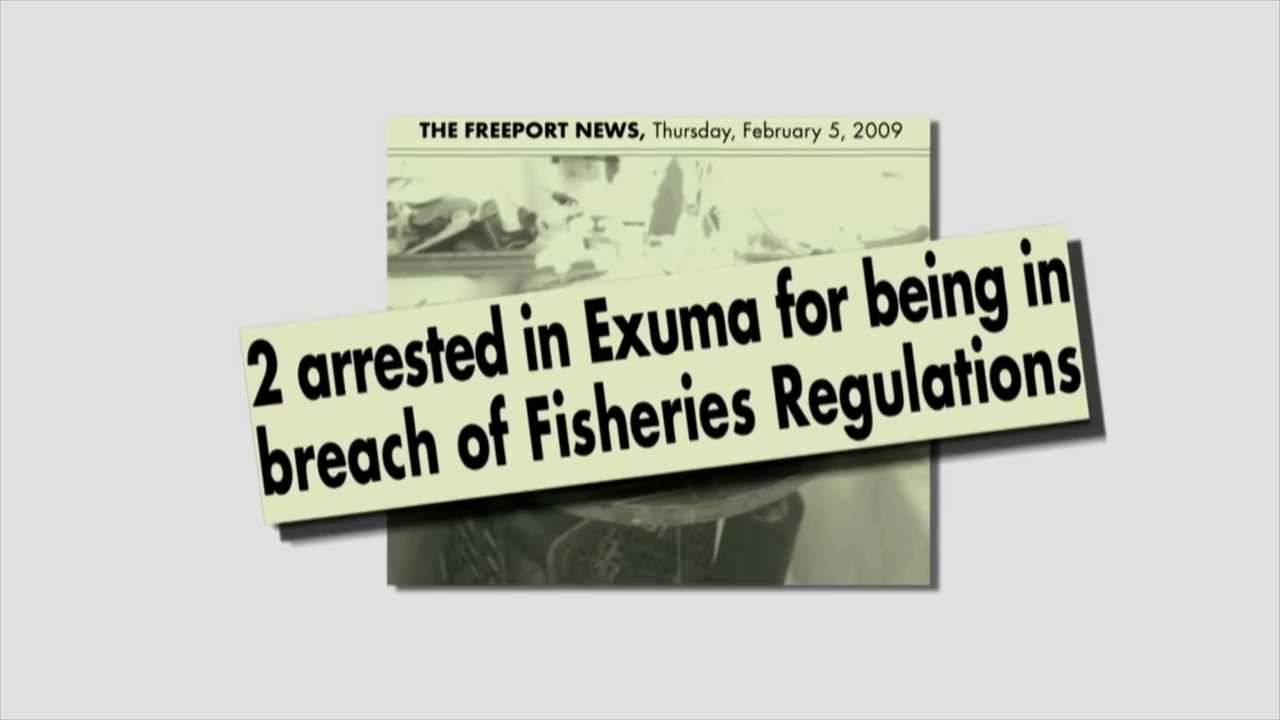 THE FREEPORT NEWS, Thursday, February 5, 2009
2 arrested in Exuma for being in
breach of Fisheries Regulations